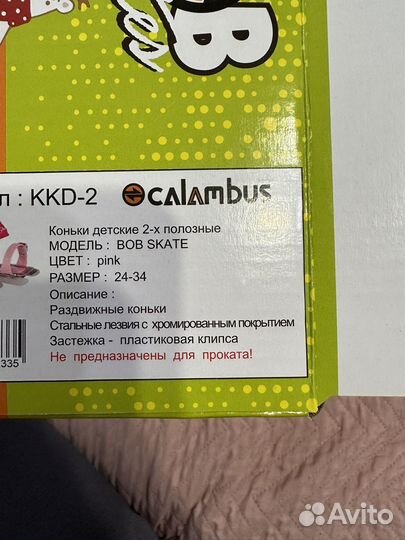 л : KKD-2 CALAMBUS
Коньки детские 2-х полозные
МОДЕЛЬ : BOB SKATE
ЦВЕТ : pink
РАЗМЕР : 24-34
Описание :
Раздвижные коньки
Стальные лезвия с хромированным покрытием
Застежка - пластиковая клипса
Не предназначены для проката!
335
Avito